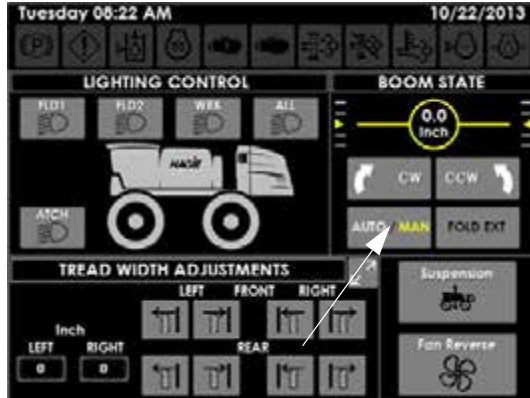 Tuesday 08:22 AM 10/22/2013
LIGHTING CONTROL
BOOM STATE
FLD1 FLD2 WRK ALL
0.0
Inch
CW CCW
ATCH
AUTO / MAN FOLD EXT
TREAD WIDTH ADJUSTMENTS
LEFT FRONT RIGHT
Suspension
Inch
LEFT RIGHT
REAR
Fan Reverse
0 0